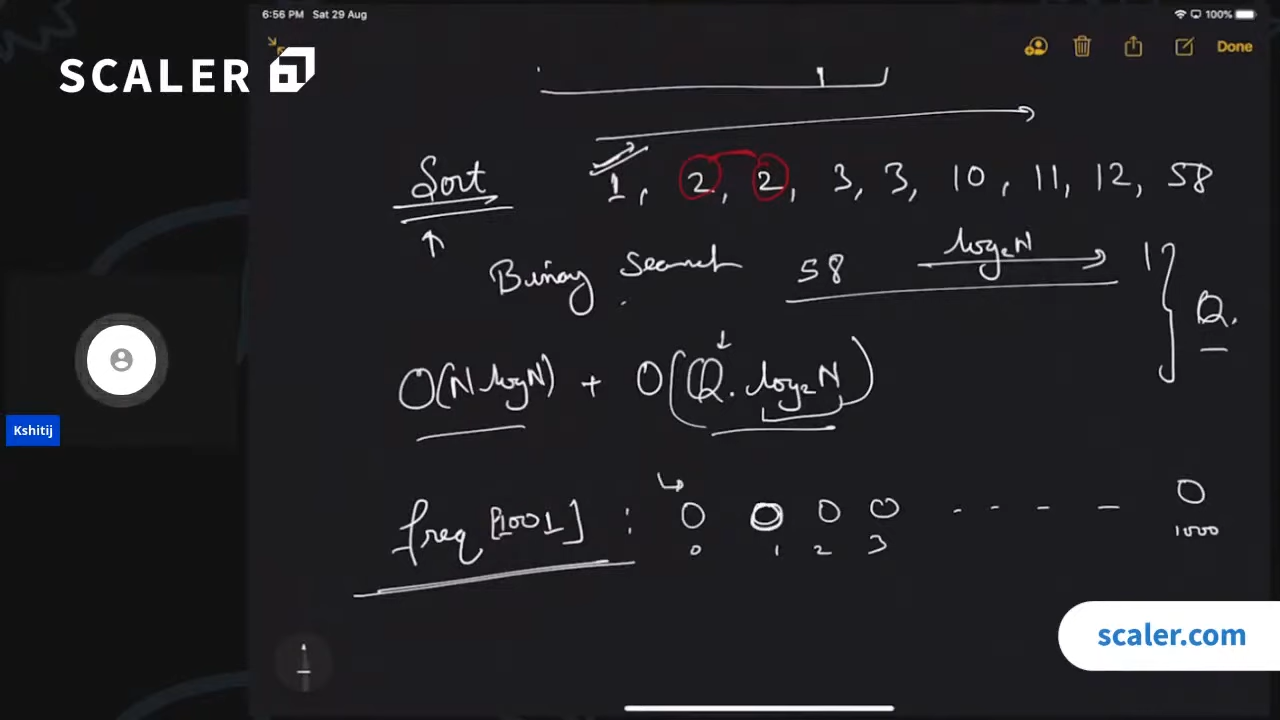 6:56 PM Sat 29 Aug 100%
SCALER
Done
Sort 1, 2, 2, 3, 3, 10, 11, 12, 58
Binary Search 58 log₂N 1
Q.
O(N logN) + O(Q. log₂N)
Kshitij
freq [1001] : 0 0 0 0 - - - - 0
0 1 2 3 1000
scaler.com